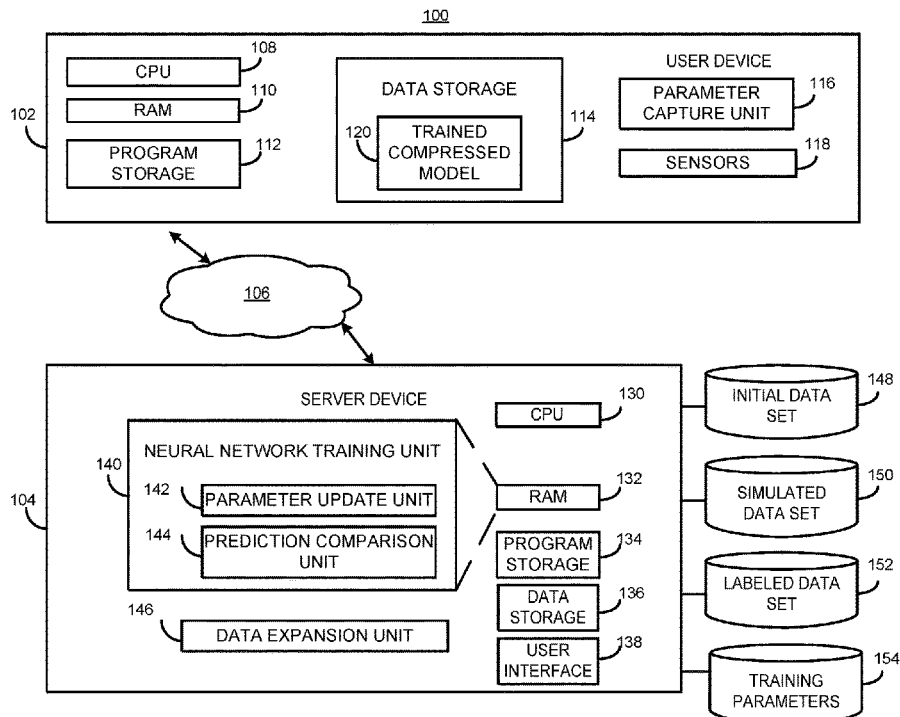 100
102
CPU
108
RAM
110
PROGRAM
STORAGE
112
DATA STORAGE
114
120
TRAINED
COMPRESSED
MODEL
USER DEVICE
PARAMETER
CAPTURE UNIT
116
SENSORS
118
106
104
SERVER DEVICE
140
NEURAL NETWORK TRAINING UNIT
142
PARAMETER UPDATE UNIT
144
PREDICTION COMPARISON
UNIT
146
DATA EXPANSION UNIT
CPU
130
RAM
132
PROGRAM
STORAGE
134
DATA
STORAGE
136
USER
INTERFACE
138
INITIAL DATA
SET
148
SIMULATED
DATA SET
150
LABELED DATA
SET
152
TRAINING
PARAMETERS
154